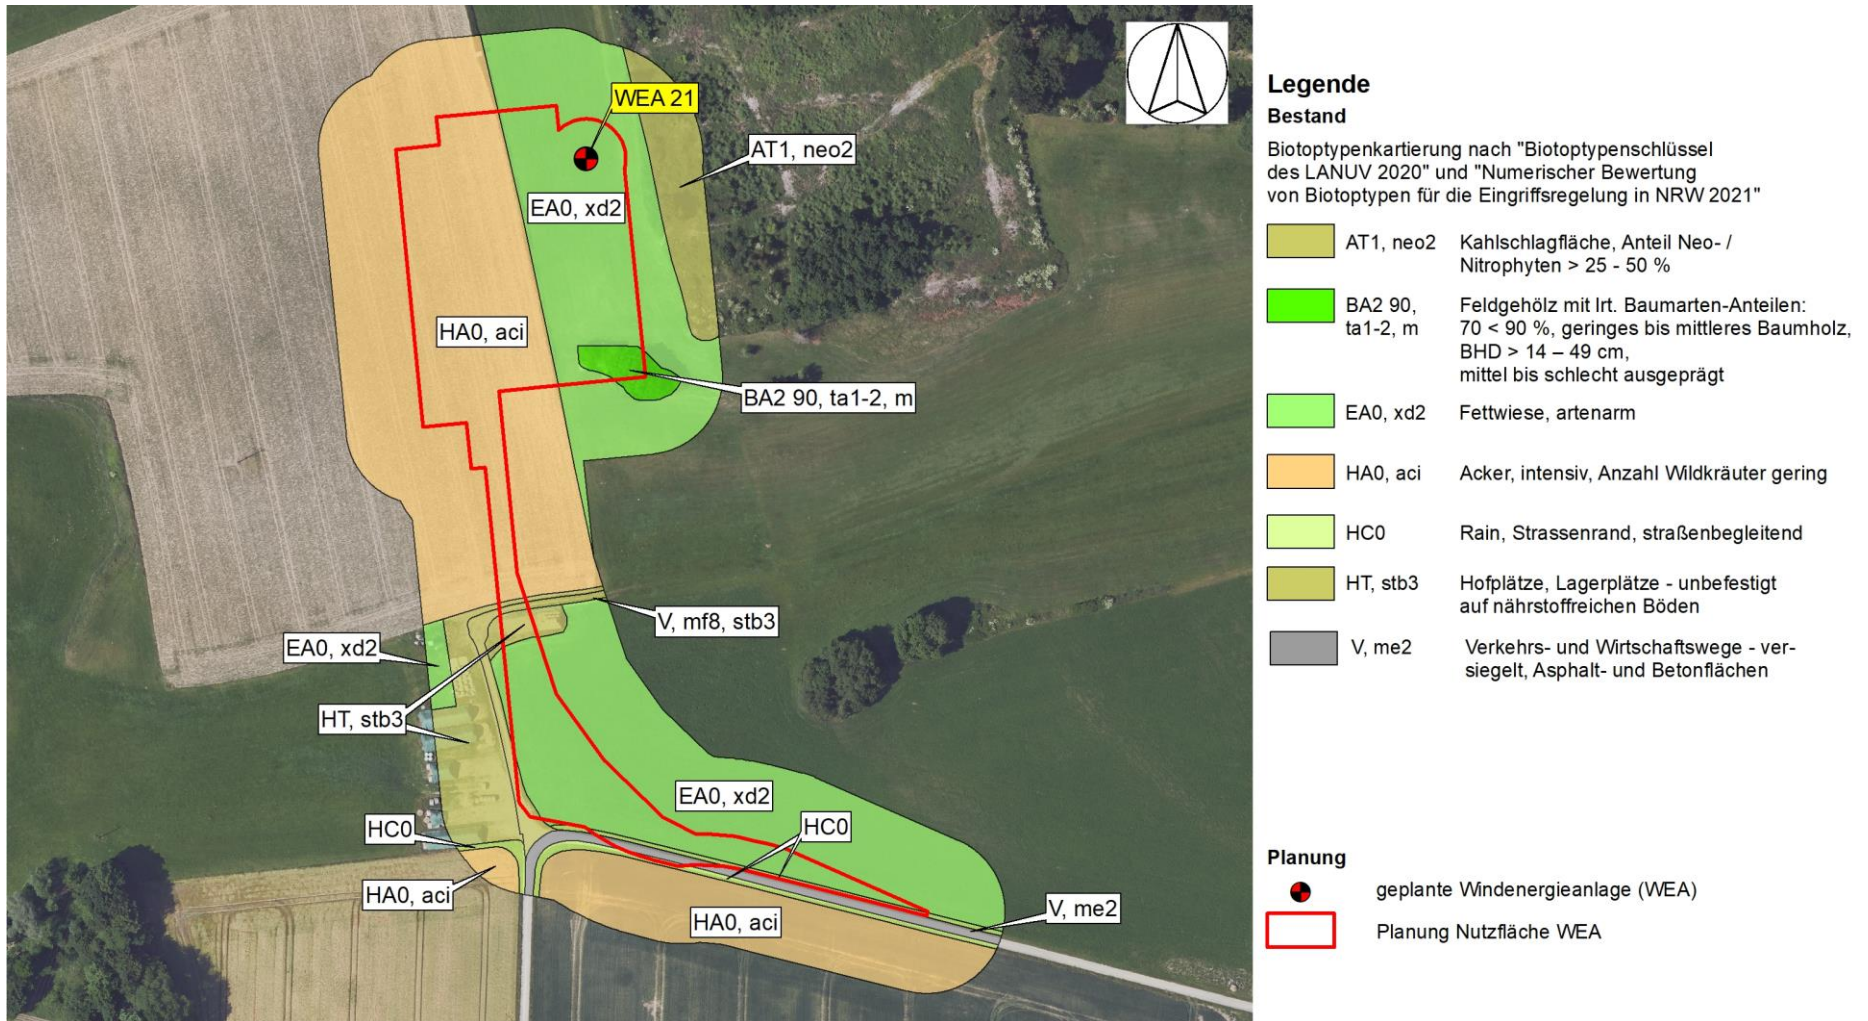 WEA 21
AT1, neo2
EA0, xd2
HA0, aci
BA2 90, ta1-2, m
V, mf8, stb3
EA0, xd2
HT, stb3
EA0, xd2
HC0
HC0
HA0, aci
HA0, aci
V, me2
Legende
Bestand
Biotoptypenkartierung nach "Biotoptypenschlüssel
des LANUV 2020" und "Numerischer Bewertung
von Biotoptypen für die Eingriffsregelung in NRW 2021"
AT1, neo2 Kahlschlagfläche, Anteil Neo- /
Nitrophyten > 25 - 50 %
BA2 90, Feldgehölz mit lrt. Baumarten-Anteilen:
ta1-2, m 70 < 90 %, geringes bis mittleres Baumholz,
BHD > 14 – 49 cm,
mittel bis schlecht ausgeprägt
EA0, xd2 Fettwiese, artenarm
HA0, aci Acker, intensiv, Anzahl Wildkräuter gering
HC0 Rain, Strassenrand, straßenbegleitend
HT, stb3 Hofplätze, Lagerplätze - unbefestigt
auf nährstoffreichen Böden
V, me2 Verkehrs- und Wirtschaftswege - ver-
siegelt, Asphalt- und Betonflächen
Planung
geplante Windenergieanlage (WEA)
Planung Nutzfläche WEA